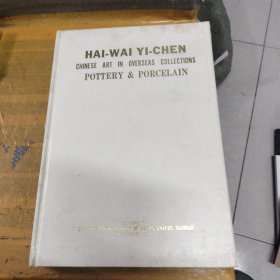 HAI-WAI YI-CHEN
CHINESE ART IN OVERSEAS COLLECTIONS
POTTERY & PORCELAIN
TAIPEI, TAIWAN